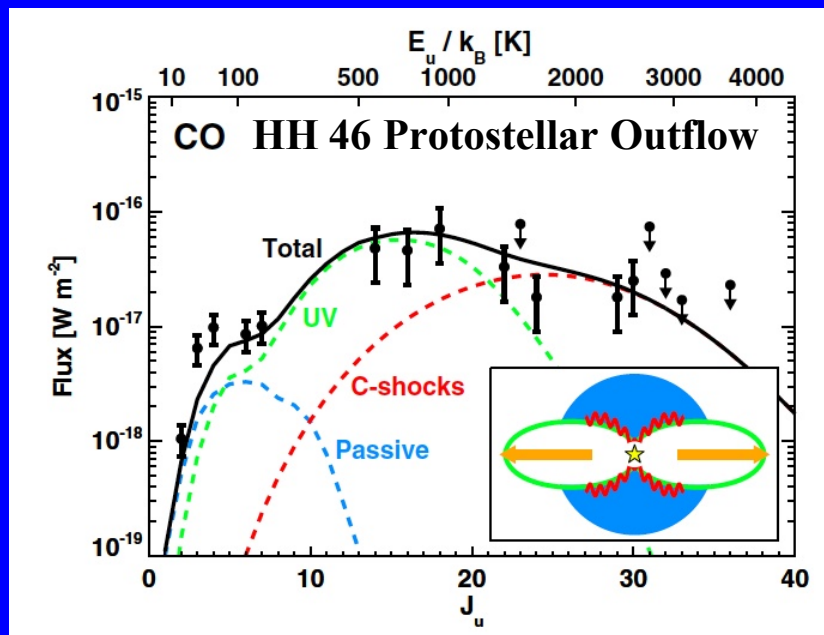 E_u / k_B [K]
10 100 500 1000 2000 3000 4000
CO HH 46 Protostellar Outflow
10^-15
10^-16
10^-17
10^-18
10^-19
Flux [W m^-2]
Total
UV
C-shocks
Passive
0 10 20 30 40
J_u